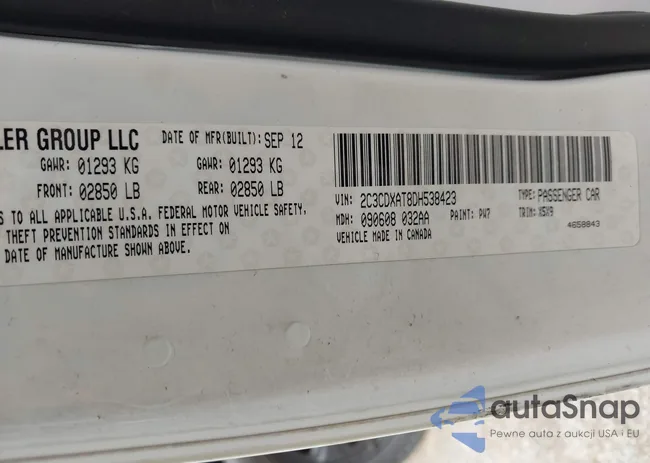 LER GROUP LLC DATE OF MFR(BUILT): SEP 12
GAWR: 01293 KG GAWR: 01293 KG
FRONT: 02850 LB REAR: 02850 LB
S TO ALL APPLICABLE U.S.A. FEDERAL MOTOR VEHICLE SAFETY,
THEFT PREVENTION STANDARDS IN EFFECT ON
DATE OF MANUFACTURE SHOWN ABOVE.
VIN: 2C3CDXAT8DH538423 TYPE: PASSENGER CAR
MDH: 090608 032AA PAINT: PW7 TRIM: X5X9
VEHICLE MADE IN CANADA 4658843
autaSnap
Pewne auta z aukcji USA i EU